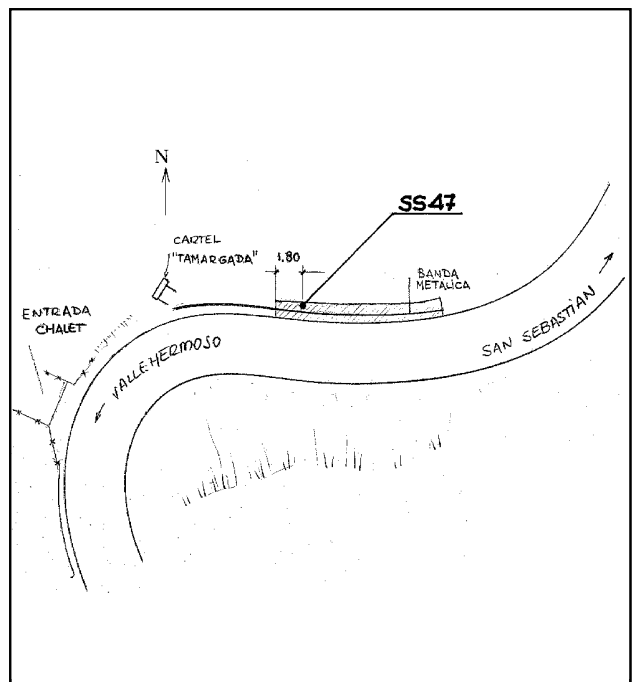 N
SS47
CARTEL
"TAMARGADA"
1.80
BANDA
METALICA
ENTRADA
CHALET
SAN SEBASTIAN
VALLEHERMOSO